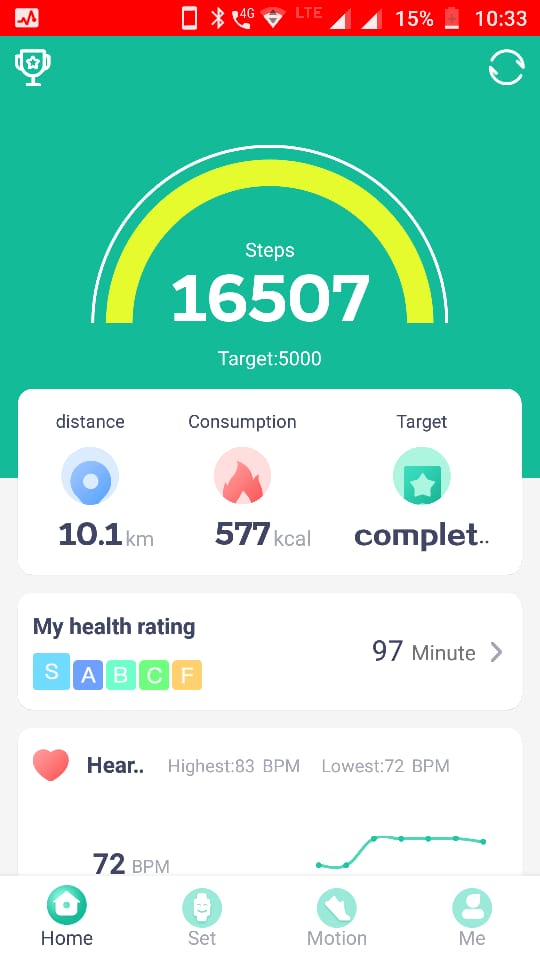 4G LTE 15% 10:33
Steps
16507
Target:5000
distance Consumption Target
10.1 km 577 kcal complet..
My health rating
S A B C F
97 Minute
Hear.. Highest:83 BPM Lowest:72 BPM
72 BPM
Home Set Motion Me